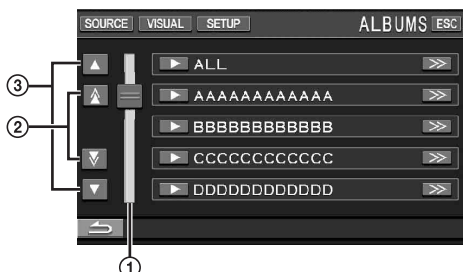 SOURCE VISUAL SETUP ALBUMS ESC
ALL
③
AAAAAAAAAAAA
②
BBBBBBBBBBBB
CCCCCCCCCCCC
DDDDDDDDDDDD
①